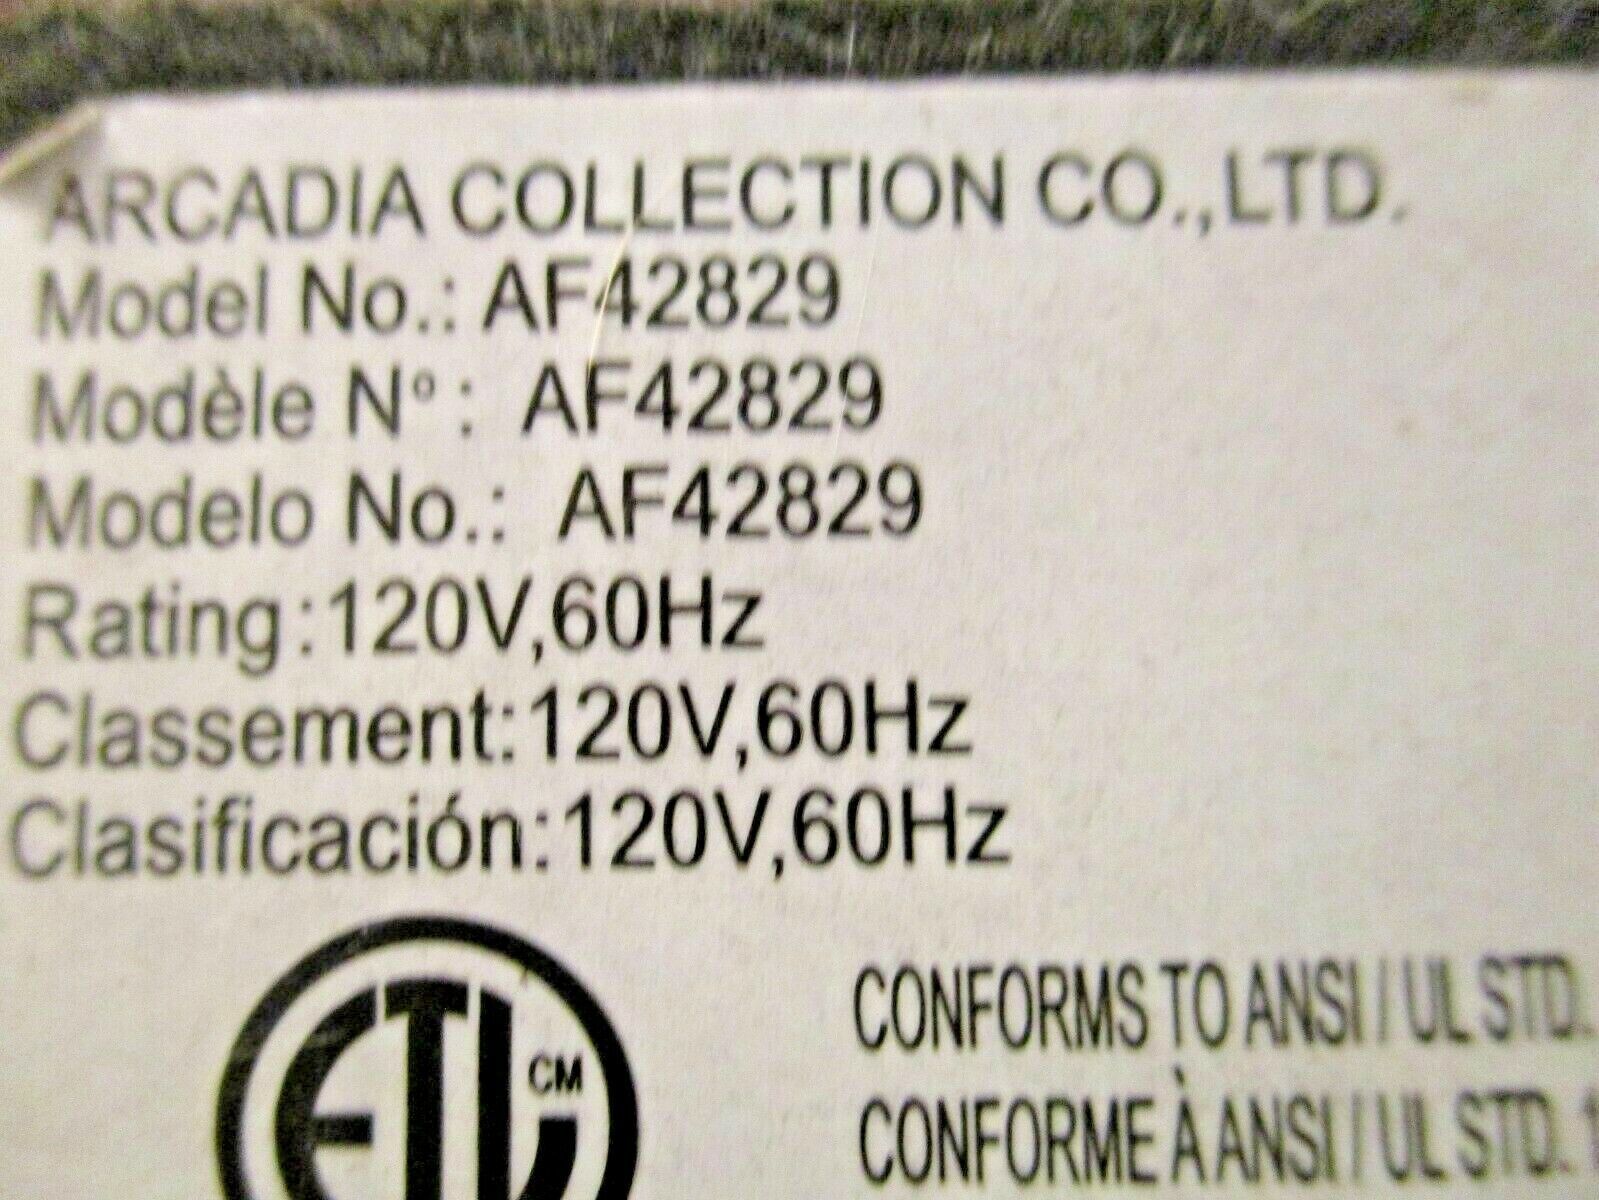 ARCADIA COLLECTION CO.,LTD.
Model No.: AF42829
Modèle N°: AF42829
Modelo No.: AF42829
Rating:120V,60Hz
Classement:120V,60Hz
Clasificación:120V,60Hz
ETL
CM
CONFORMS TO ANSI / UL STD.
CONFORME À ANSI / UL STD. 1